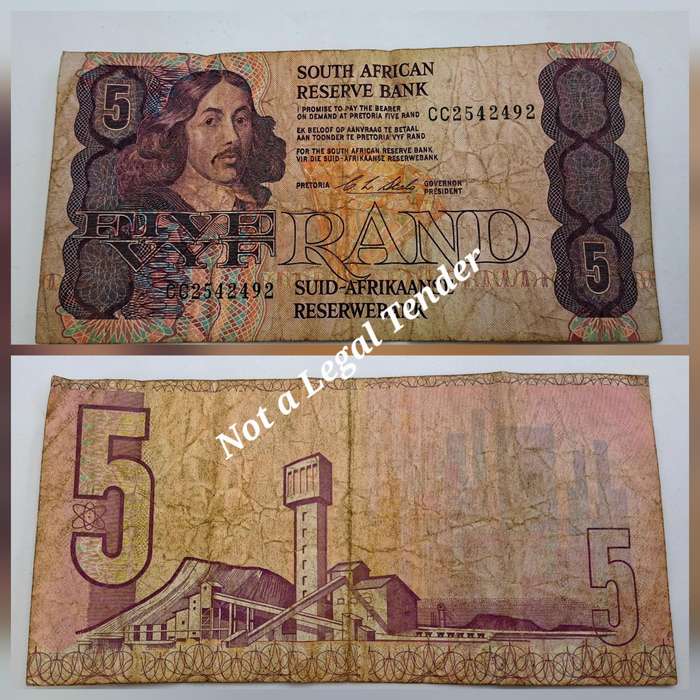 5
SOUTH AFRICAN
RESERVE BANK
I PROMISE TO PAY THE BEARER
ON DEMAND AT PRETORIA FIVE RAND
CC2542492
EK BELOOF OP AANVRAAG TE BETAAL
AAN TOONDER TE PRETORIA VYF RAND
FOR THE SOUTH AFRICAN RESERVE BANK
VIR DIE SUID-AFRIKAANSE RESERWEBANK
PRETORIA
GOVERNOR
PRESIDENT
FIVE
VYF
RAND
CC2542492
SUID-AFRIKAANSE
RESERWEBANK
5
Not a Legal Tender
5
5